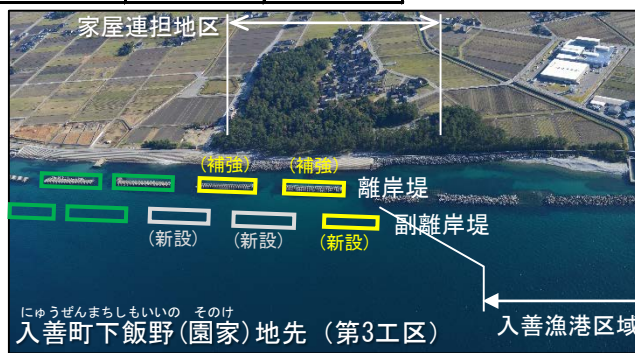 家屋連担地区
(補強)
(補強)
離岸堤
(新設)
(新設)
(新設)
副離岸堤
にゅうぜんまちしもいいの そのけ
入善町下飯野(園家)地先（第3工区）
入善漁港区域